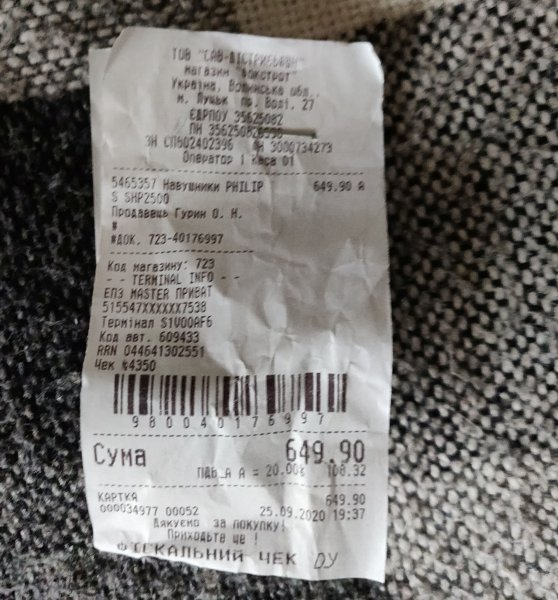 ТОВ "САВ-ДІСТРИБЬЮШН"
магазин "Фокстрот"
Україна, Волинська обл.,
м. Луцьк пр. Волі, 27
ЄДРПОУ 35625082
ПН
ЗН СП602402396 ФН 3000734273
Оператор 1 Каса 01
5465357 Навушники PHILIP 649.90 А
S SHP2500
Продавець Гурин О. Н.
#
#ДОК. 723-40176997
Код магазину: 723
- - TERMINAL INFO - -
ЕПЗ MASTER ПРИВАТ
515547XXXXXX7538
Термінал S1V00AF6
Код авт. 609433
RRN 044641302551
Чек №4350
980040176997
Сума 649.90
ПДВ_А А = 20.00% 108.32
КАРТКА 649.90
000034977 00052 25.09.2020 19:37
Дякуємо за покупку!
Приходьте ще !
ФІСКАЛЬНИЙ ЧЕК